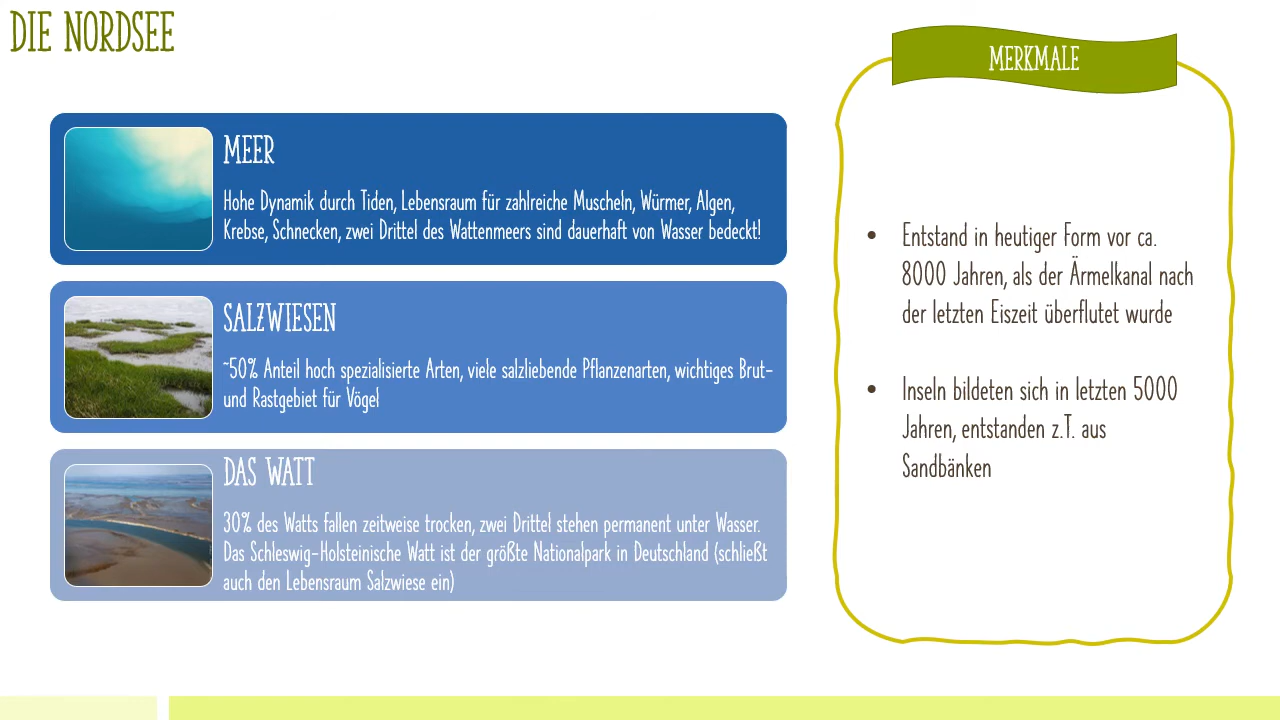 DIE NORDSEE
MEER
Hohe Dynamik durch Tiden, Lebensraum für zahlreiche Muscheln, Würmer, Algen,
Krebse, Schnecken, zwei Drittel des Wattenmeers sind dauerhaft von Wasser bedeckt!
SALZWIESEN
~50% Anteil hoch spezialisierte Arten, viele salzliebende Pflanzenarten, wichtiges Brut-
und Rastgebiet für Vögel
DAS WATT
30% des Watts fallen zeitweise trocken, zwei Drittel stehen permanent unter Wasser.
Das Schleswig-Holsteinische Watt ist der größte Nationalpark in Deutschland (schließt
auch den Lebensraum Salzwiese ein)
MERKMALE
• Entstand in heutiger Form vor ca.
8000 Jahren, als der Ärmelkanal nach
der letzten Eiszeit überflutet wurde
• Inseln bildeten sich in letzten 5000
Jahren, entstanden z.T. aus
Sandbänken